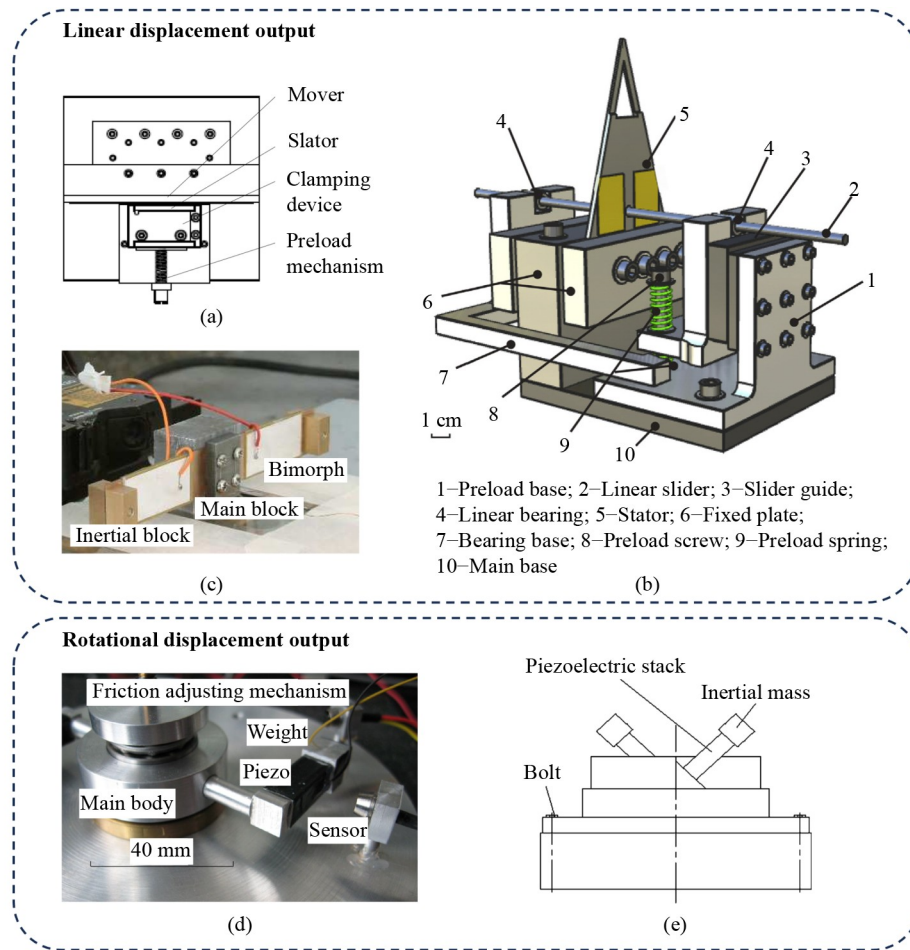 Linear displacement output
Mover
Slator
Clamping
device
Preload
mechanism
(a)
4
5
4
3
2
1
6
7
8
9
10
1 cm
1−Preload base; 2−Linear slider; 3−Slider guide;
4−Linear bearing; 5−Stator; 6−Fixed plate;
7−Bearing base; 8−Preload screw; 9−Preload spring;
10−Main base
(b)
Bimorph
Main block
Inertial block
(c)
Rotational displacement output
Friction adjusting mechanism
Weight
Piezo
Main body
Sensor
40 mm
(d)
Piezoelectric stack
Inertial mass
Bolt
(e)